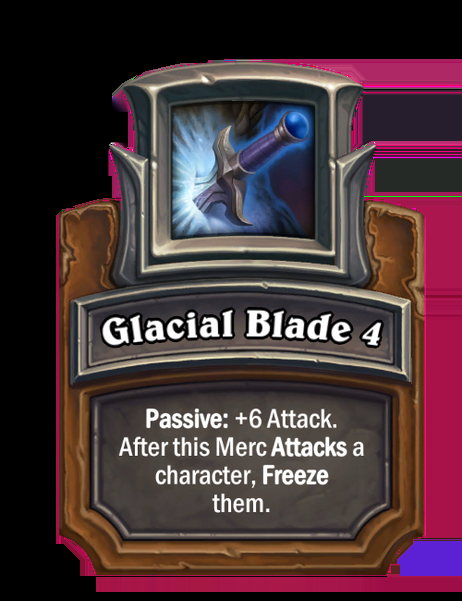 Glacial Blade 4
Passive: +6 Attack.
After this Merc Attacks a
character, Freeze
them.